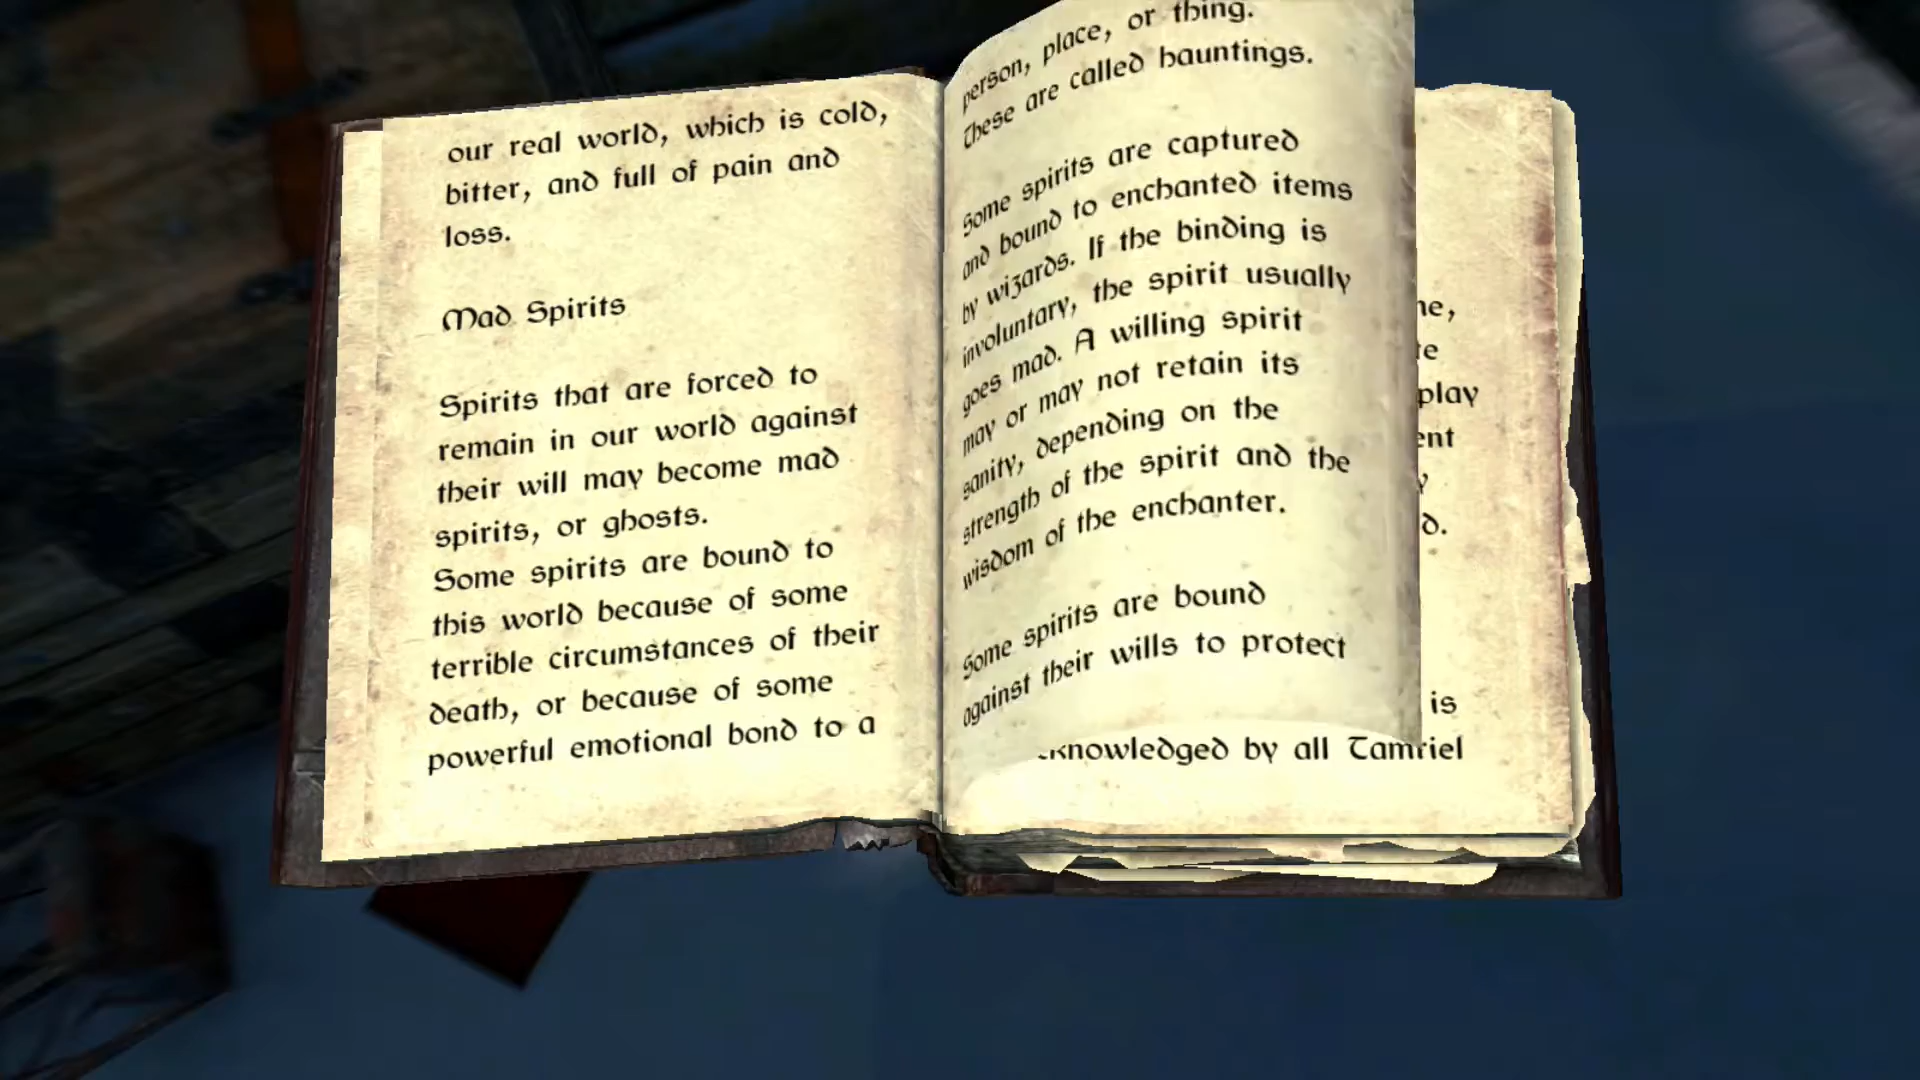 our real world, which is cold,
bitter, and full of pain and
loss.
Mad Spirits
Spirits that are forced to
remain in our world against
their will may become mad
spirits, or ghosts.
Some spirits are bound to
this world because of some
terrible circumstances of their
death, or because of some
powerful emotional bond to a
person, place, or thing.
These are called hauntings.
Some spirits are captured
and bound to enchanted items
by wizards. If the binding is
involuntary, the spirit usually
goes mad. A willing spirit
may or may not retain its
sanity, depending on the
strength of the spirit and the
wisdom of the enchanter.
Some spirits are bound
against their wills to protect
play
is
by all Tamriel